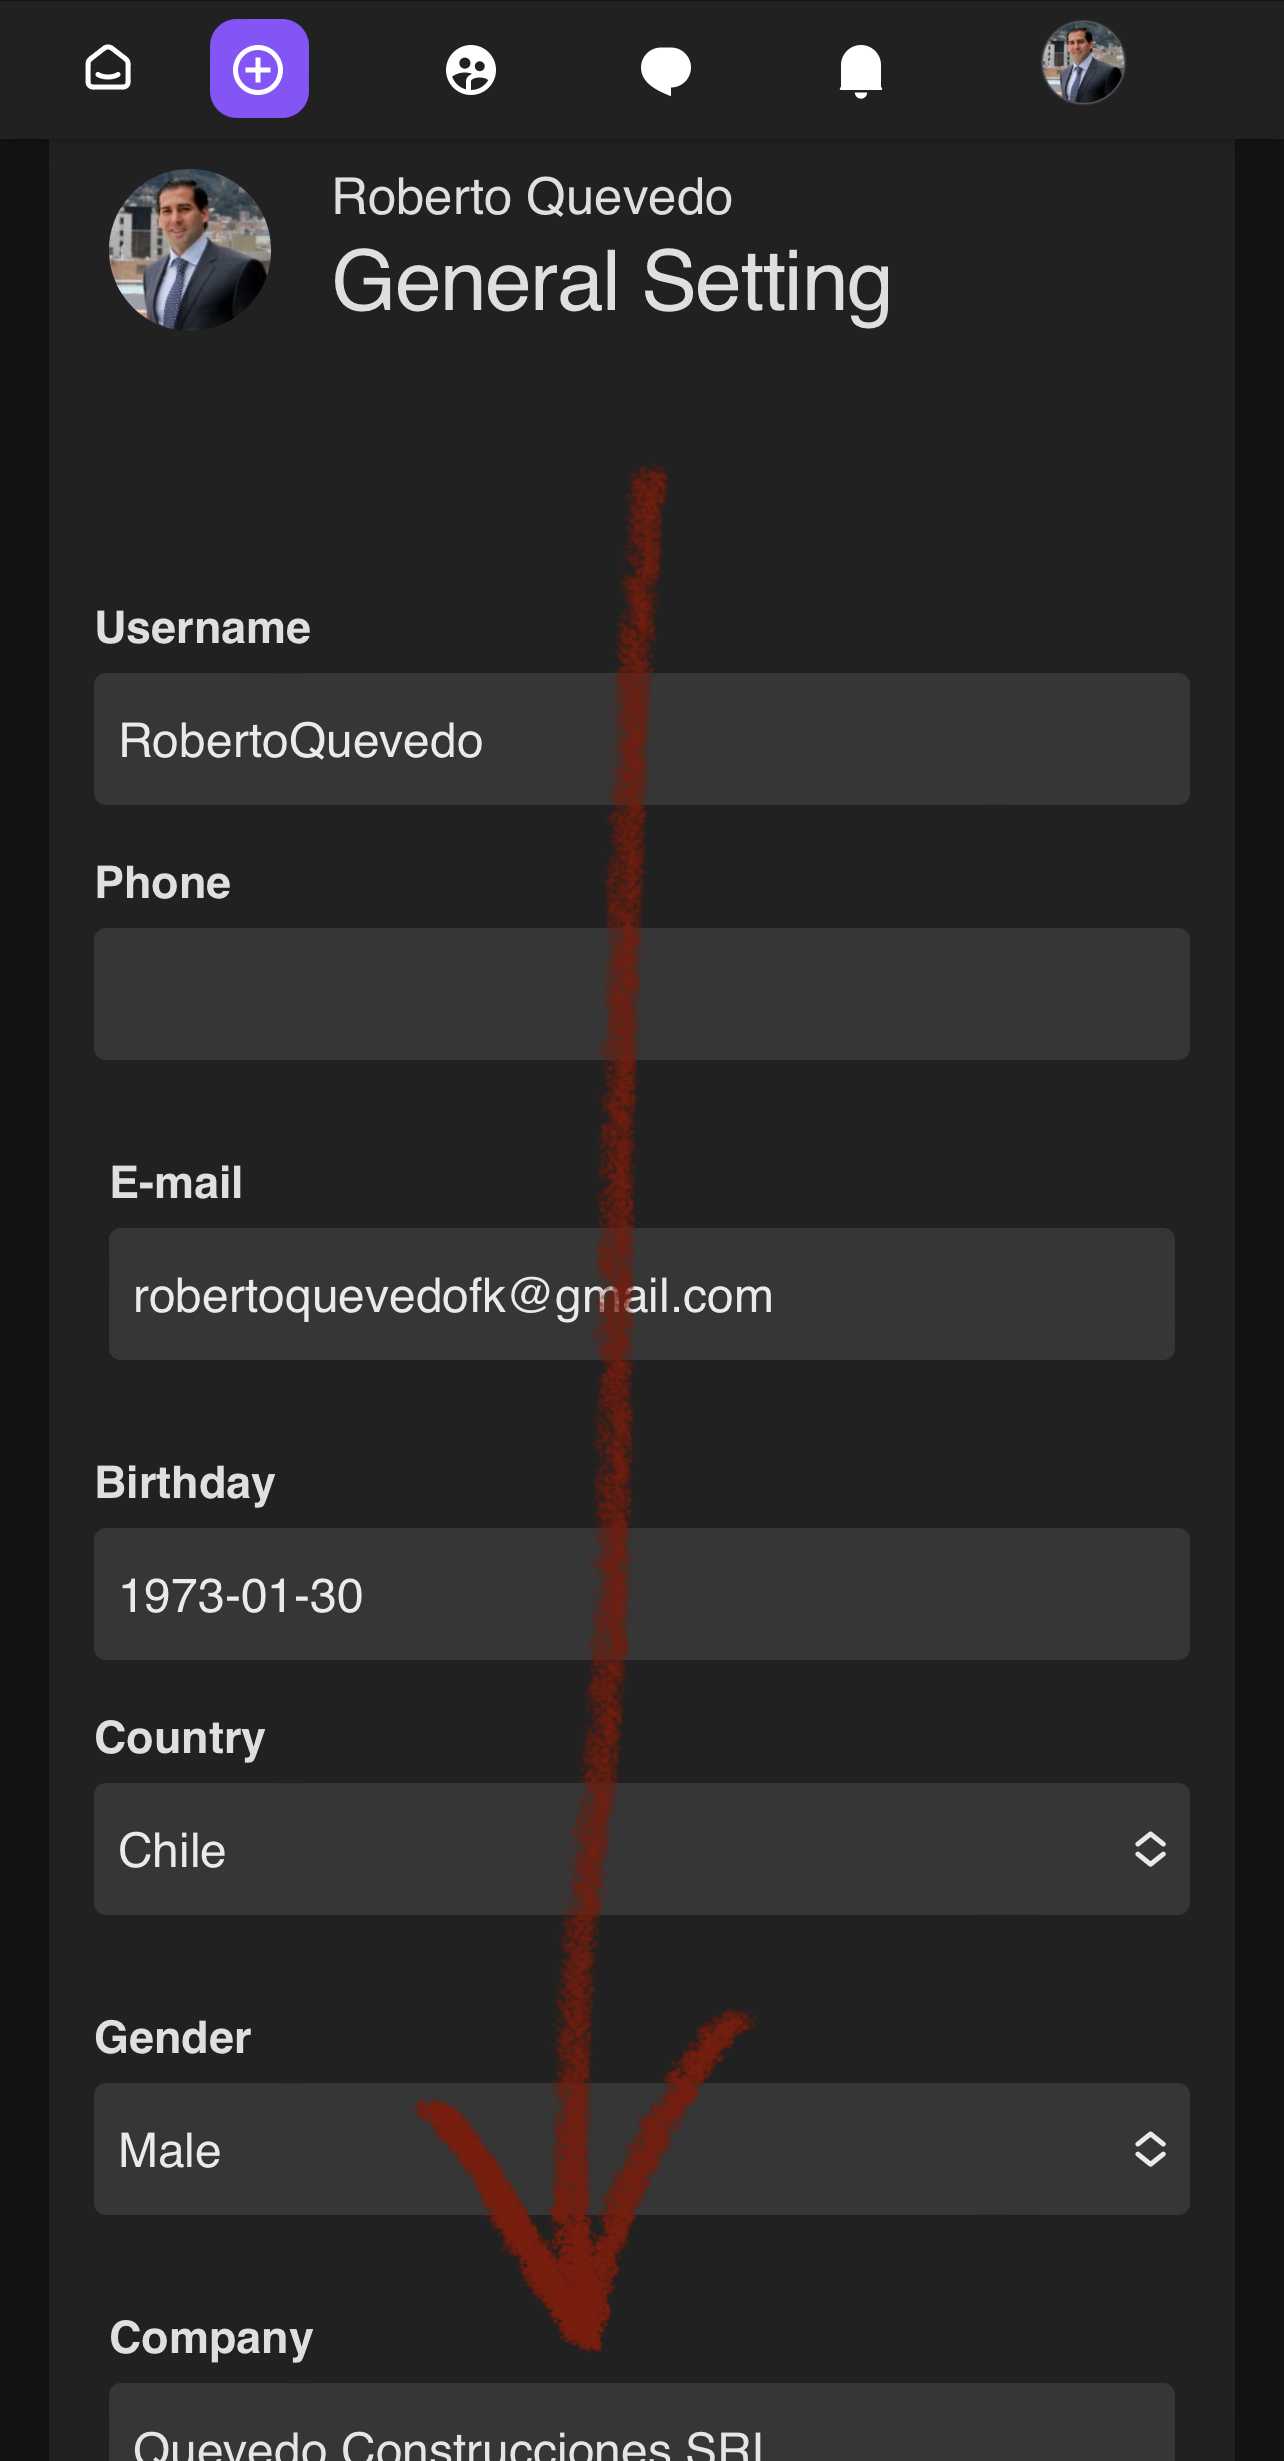 Roberto Quevedo
General Setting
Username
RobertoQuevedo
Phone
E-mail
robertoquevedofk@gmail.com
Birthday
1973-01-30
Country
Chile
Gender
Male
Company
Quevedo Construcciones SRL